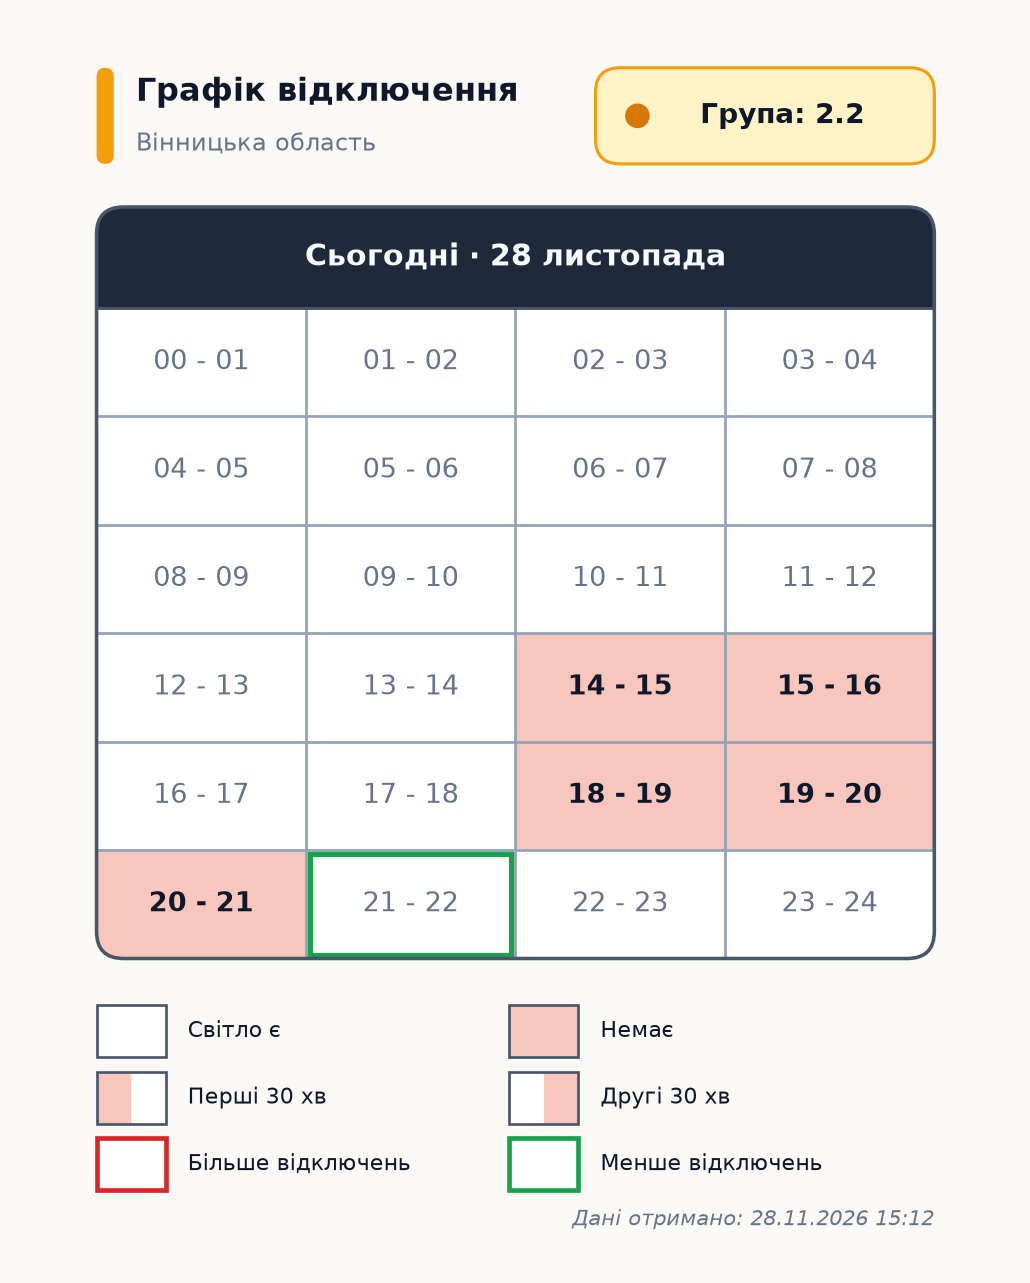 Графік відключення
Вінницька область
Група: 2.2
Сьогодні · 28 листопада
00 - 01 01 - 02 02 - 03 03 - 04
04 - 05 05 - 06 06 - 07 07 - 08
08 - 09 09 - 10 10 - 11 11 - 12
12 - 13 13 - 14 14 - 15 15 - 16
16 - 17 17 - 18 18 - 19 19 - 20
20 - 21 21 - 22 22 - 23 23 - 24
Світло є Немає
Перші 30 хв Другі 30 хв
Більше відключень Менше відключень
Дані отримано: 28.11.2026 15:12